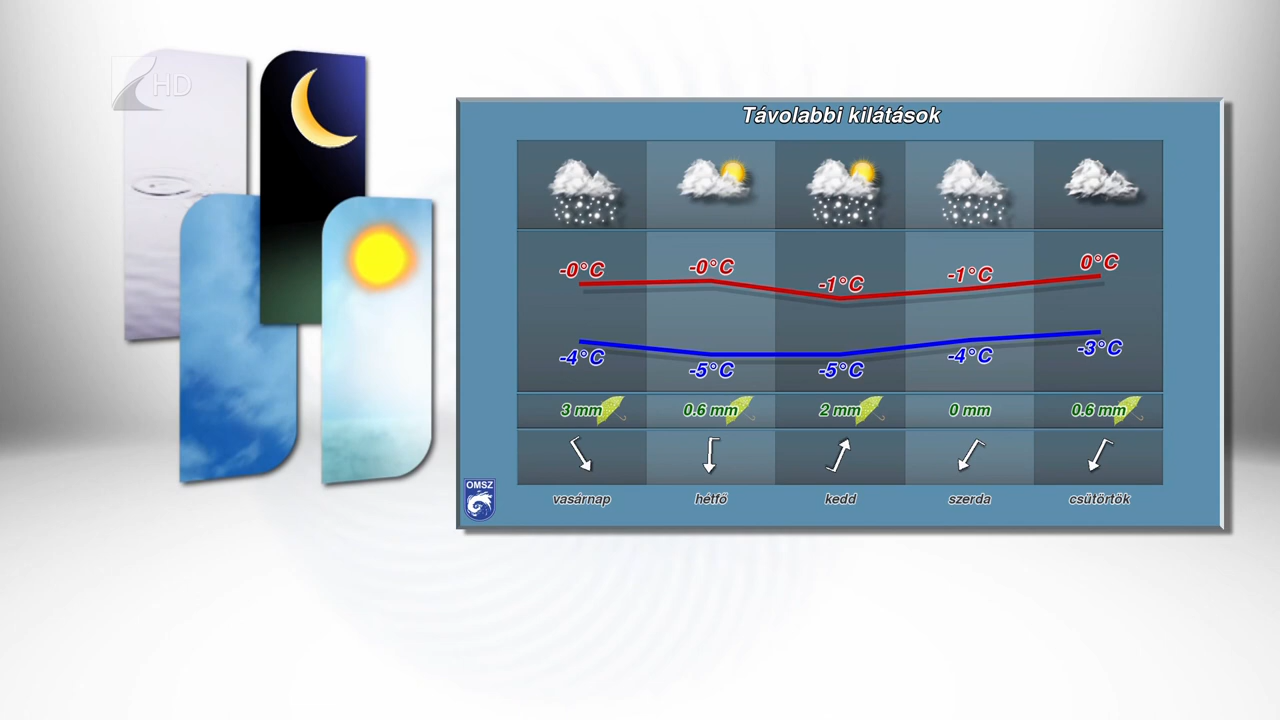 HD
Távolabbi kilátások
-0°C -0°C -1°C -1°C 0°C
-4°C -5°C -5°C -4°C -3°C
3 mm 0.6 mm 2 mm 0 mm 0.6 mm
OMSZ
vasárnap hétfő kedd szerda csütörtök